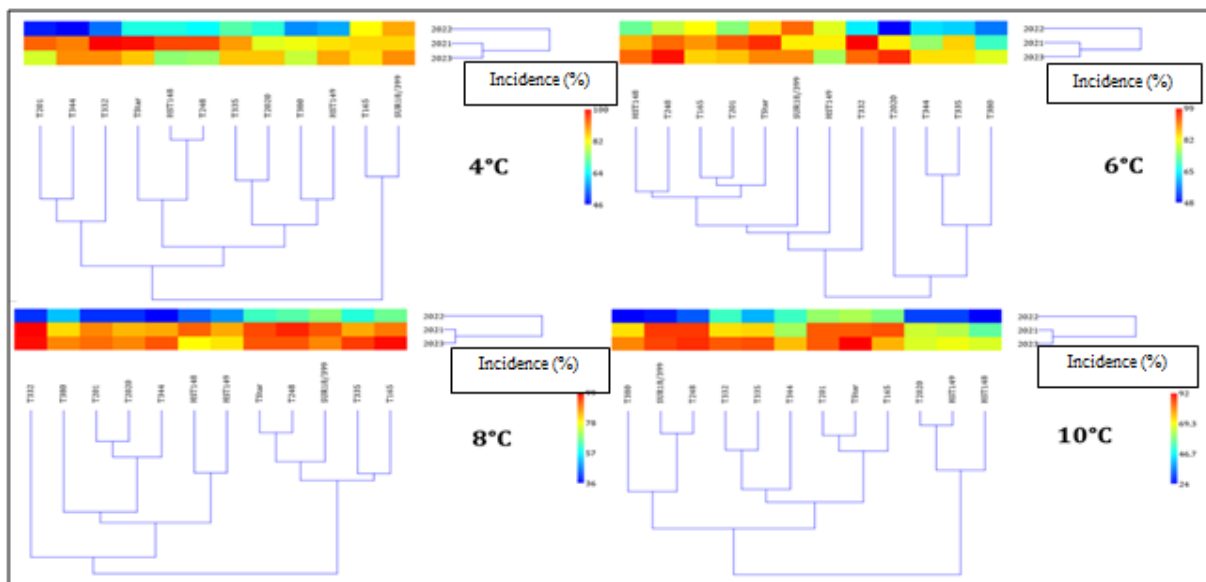 2022
2021
2023
Incidence (%)
T201
T344
T332
TStar
HST148
T248
T335
T2020
T380
HST149
T165
SUR18/399
100
82
64
46
4°C
2022
2021
2023
Incidence (%)
HST148
T248
T165
T201
TStar
SUR18/399
HST149
T332
T2020
T344
T335
T380
99
82
65
48
6°C
2022
2021
2023
Incidence (%)
T332
T380
T201
T2020
T344
HST148
HST149
TStar
T248
SUR18/399
T335
T165
78
57
36
8°C
2022
2021
2023
Incidence (%)
T380
SUR18/399
T248
T332
T335
T344
T201
TStar
T165
T2020
HST149
HST148
92
69.3
46.7
24
10°C